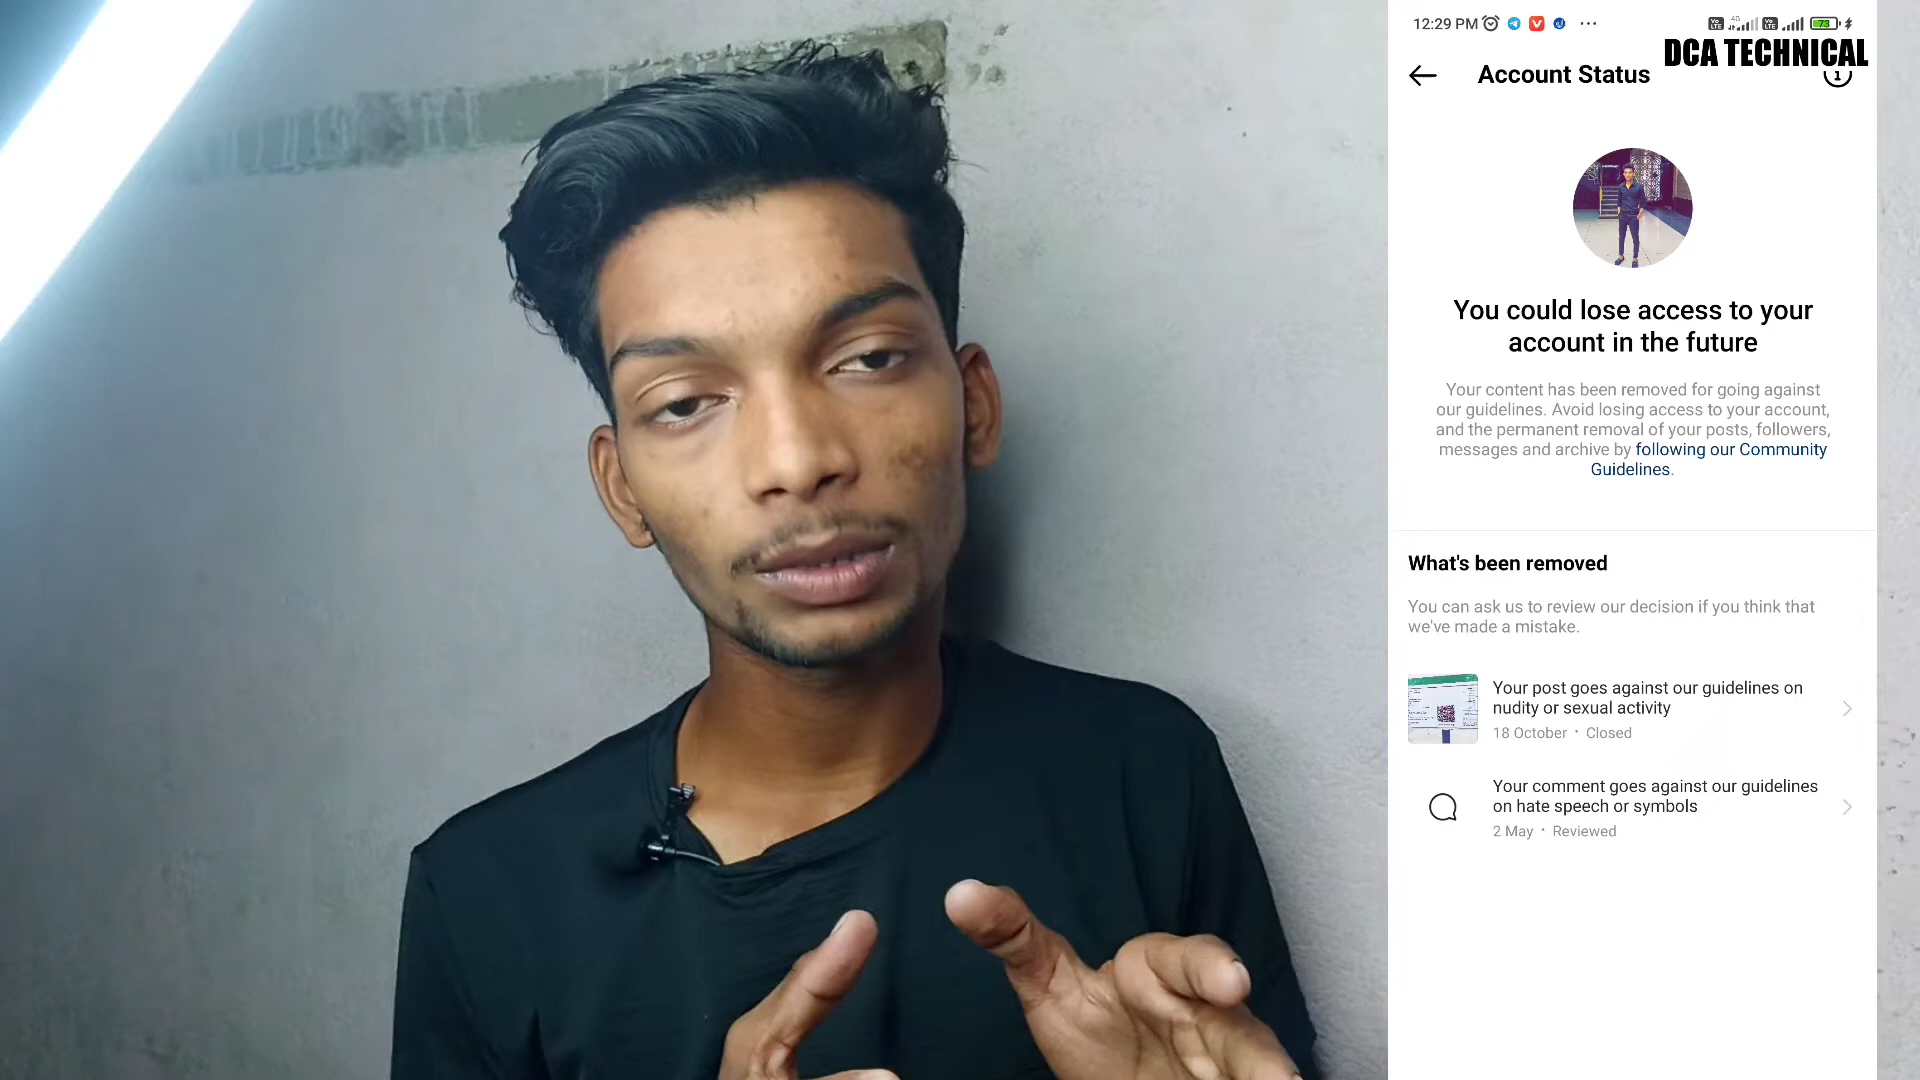 12:29 PM
4G
73
DCA TECHNICAL
Account Status
You could lose access to your
account in the future
Your content has been removed for going against
our guidelines. Avoid losing access to your account,
and the permanent removal of your posts, followers,
messages and archive by following our Community
Guidelines.
What's been removed
You can ask us to review our decision if you think that
we've made a mistake.
Your post goes against our guidelines on
nudity or sexual activity
18 October · Closed
Your comment goes against our guidelines
on hate speech or symbols
2 May · Reviewed